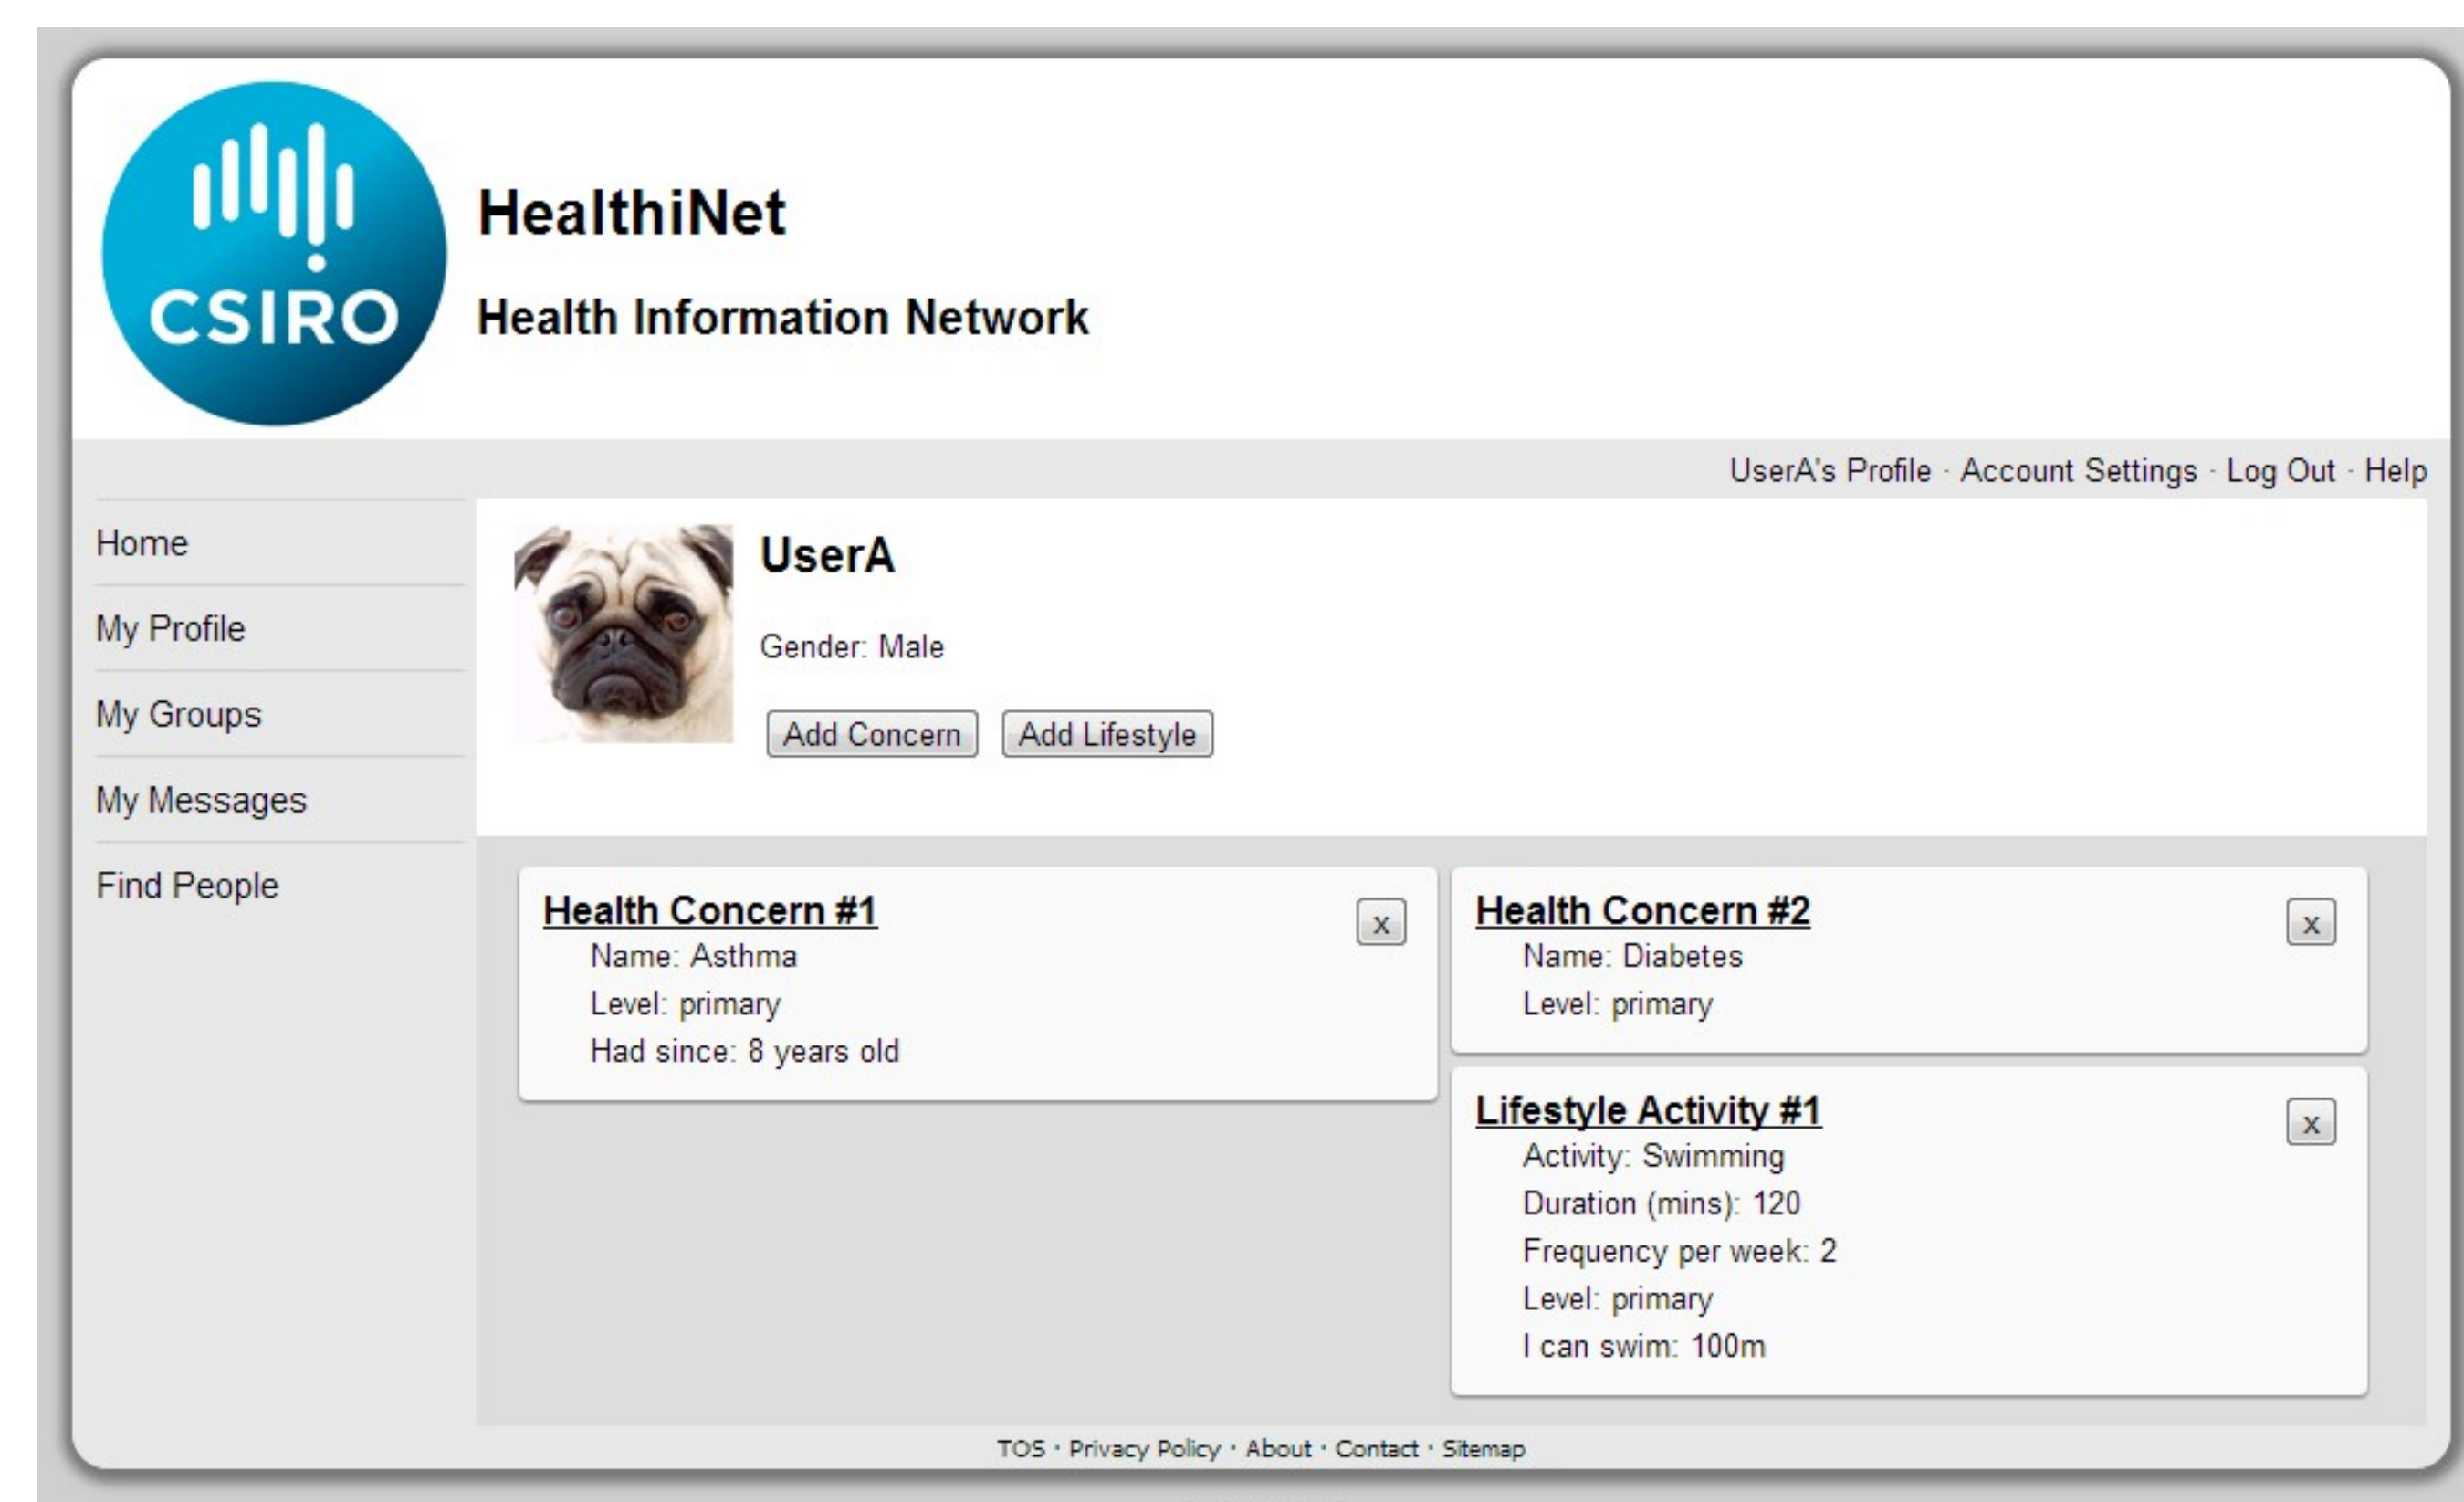 CSIRO
HealthiNet
Health Information Network
UserA's Profile · Account Settings · Log Out · Help
Home
My Profile
My Groups
My Messages
Find People
UserA
Gender: Male
Add Concern Add Lifestyle
Health Concern #1
x
Name: Asthma
Level: primary
Had since: 8 years old
Health Concern #2
x
Name: Diabetes
Level: primary
Lifestyle Activity #1
x
Activity: Swimming
Duration (mins): 120
Frequency per week: 2
Level: primary
I can swim: 100m
TOS · Privacy Policy · About · Contact · Sitemap